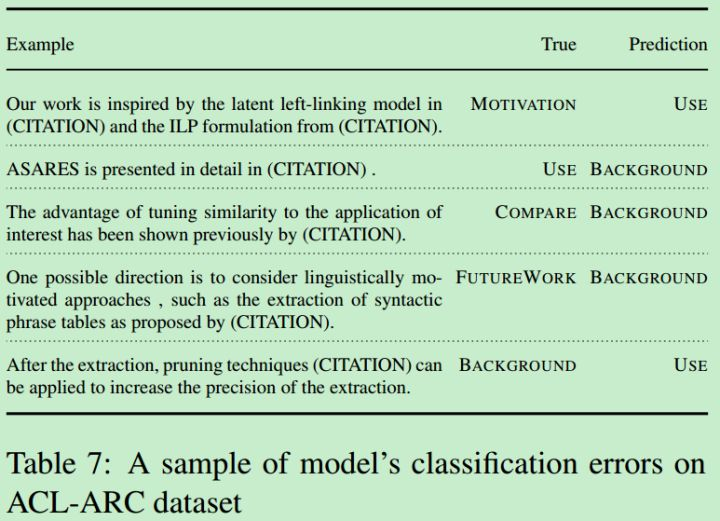 Example True Prediction
Our work is inspired by the latent left-linking model in MOTIVATION USE
(CITATION) and the ILP formulation from (CITATION).
ASARES is presented in detail in (CITATION) . USE BACKGROUND
The advantage of tuning similarity to the application of COMPARE BACKGROUND
interest has been shown previously by (CITATION).
One possible direction is to consider linguistically mo- FUTUREWORK BACKGROUND
tivated approaches , such as the extraction of syntactic
phrase tables as proposed by (CITATION).
After the extraction, pruning techniques (CITATION) can BACKGROUND USE
be applied to increase the precision of the extraction.
Table 7: A sample of model's classification errors on
ACL-ARC dataset